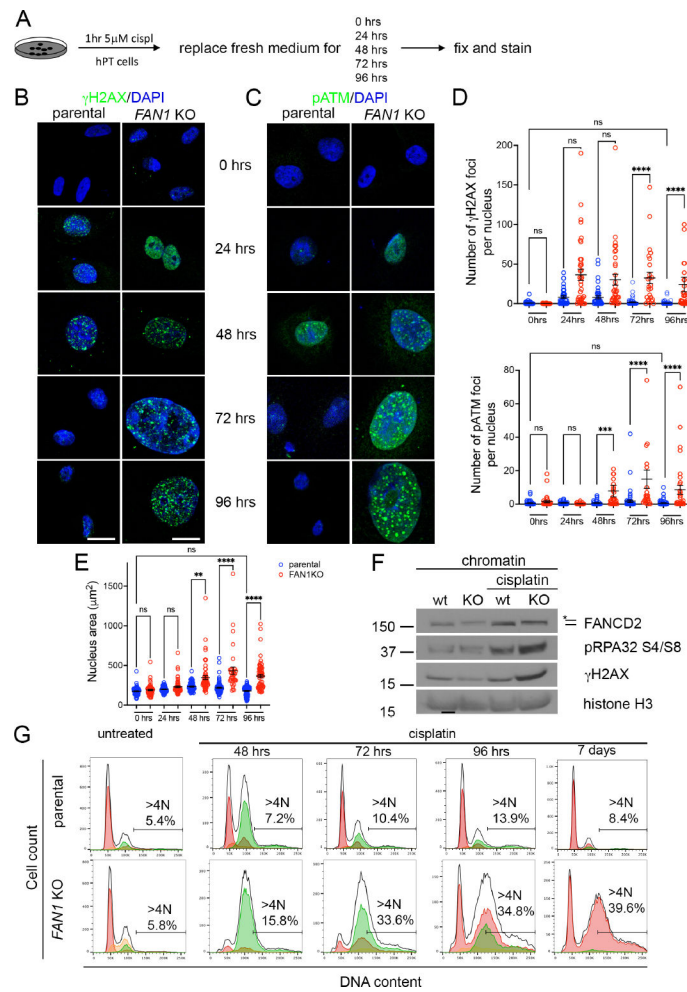 A
1hr 5μM cispl
hPT cells
replace fresh medium for
0 hrs
24 hrs
48 hrs
72 hrs
96 hrs
fix and stain
B
γH2AX/DAPI
parental
FAN1 KO
C
pATM/DAPI
parental
FAN1 KO
0 hrs
24 hrs
48 hrs
72 hrs
96 hrs
D
Number of γH2AX foci
per nucleus
200
150
100
50
0
ns
ns
ns
ns
****
****
0hrs
24hrs
48hrs
72hrs
96hrs
Number of pATM foci
per nucleus
80
60
40
20
0
ns
ns
ns
***
****
****
0hrs
24hrs
48hrs
72hrs
96hrs
E
Nucleus area (μm2)
1500
1000
500
0
ns
ns
ns
**
****
****
parental
FAN1KO
0 hrs
24 hrs
48 hrs
72 hrs
96 hrs
F
chromatin
cisplatin
wt
KO
wt
KO
150
37
15
15
*
FANCD2
pRPA32 S4/S8
γH2AX
histone H3
G
untreated
cisplatin
48 hrs
72 hrs
96 hrs
7 days
Cell count
parental
>4N
5.4%
>4N
7.2%
>4N
10.4%
>4N
13.9%
>4N
8.4%
FAN1 KO
>4N
5.8%
>4N
15.8%
>4N
33.6%
>4N
34.8%
>4N
39.6%
DNA content